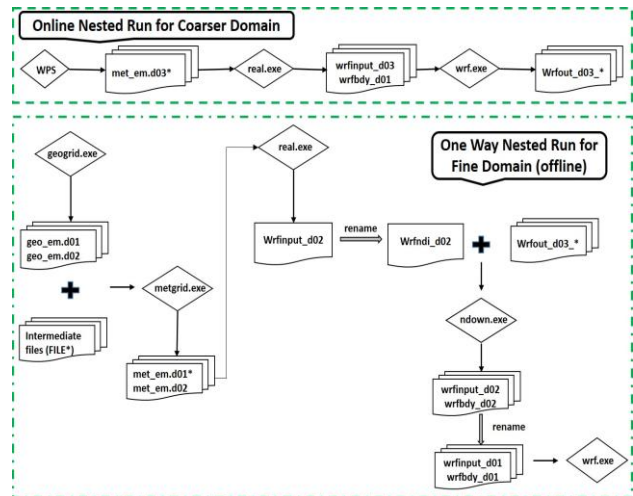 Online Nested Run for Coarser Domain
WPS
met_em.d03*
real.exe
wrfinput_d03
wrfbdy_d01
wrf.exe
Wrfout_d03_*
One Way Nested Run for
Fine Domain (offline)
geogrid.exe
geo_em.d01
geo_em.d02
Intermediate
files (FILE*)
metgrid.exe
met_em.d01*
met_em.d02
real.exe
Wrfinput_d02
rename
Wrfndi_d02
Wrfout_d03_*
ndown.exe
wrfinput_d02
wrfbdy_d02
rename
wrfinput_d01
wrfbdy_d01
wrf.exe